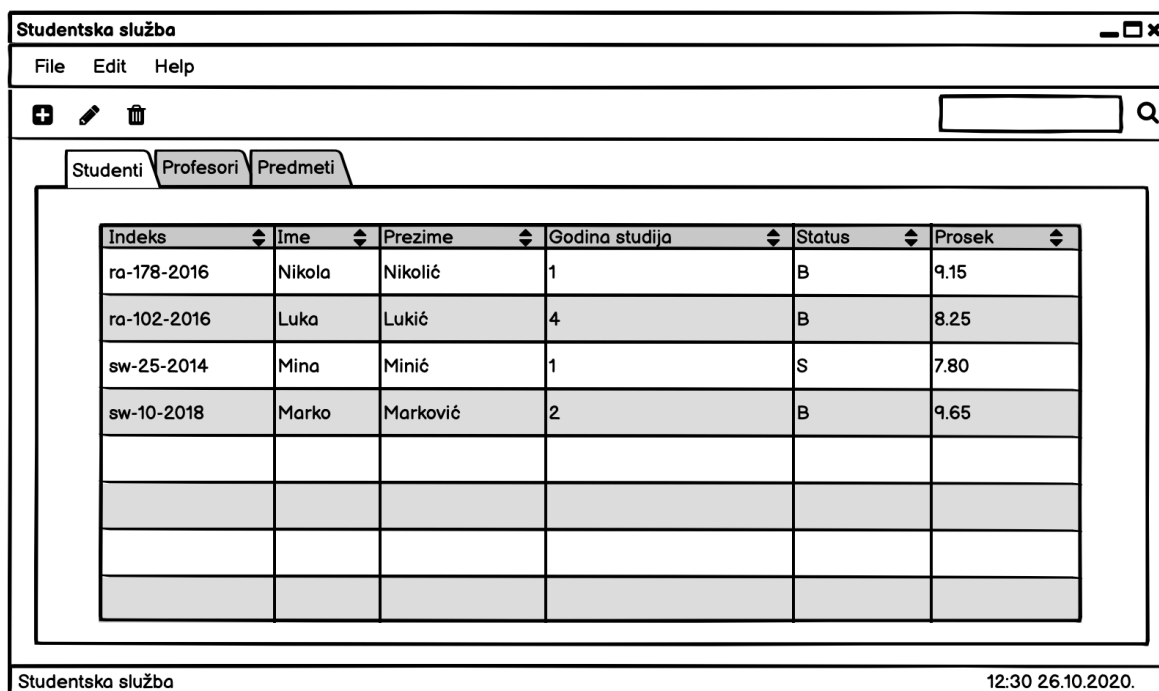 Studentska služba
File Edit Help
Studenti Profesori Predmeti
Indeks Ime Prezime Godina studija Status Prosek
ra-178-2016 Nikola Nikolić 1 B 9.15
ra-102-2016 Luka Lukić 4 B 8.25
sw-25-2014 Mina Minić 1 S 7.80
sw-10-2018 Marko Marković 2 B 9.65
Studentska služba 12:30 26.10.2020.